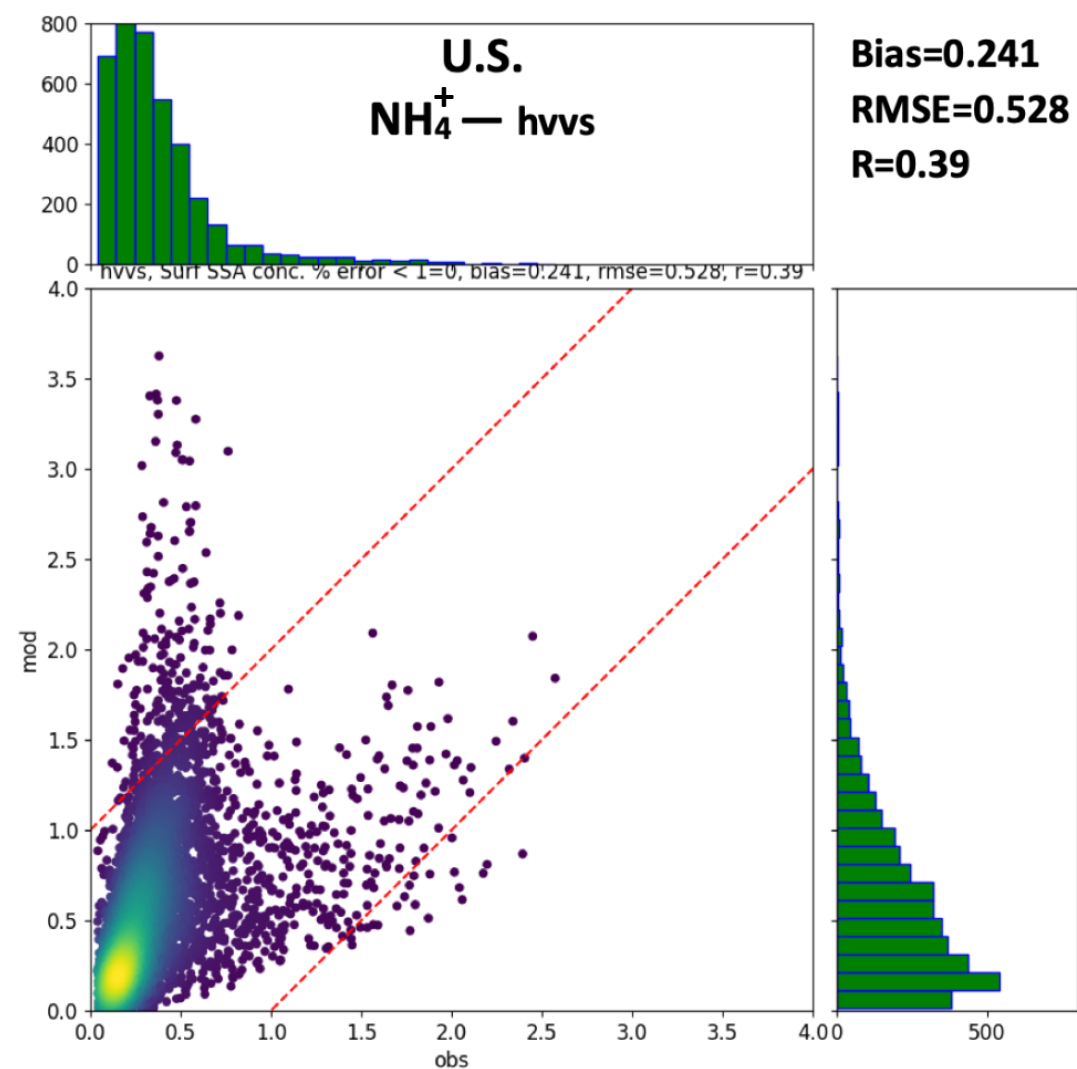 800
600
400
200
0
U.S.
NH₄⁺ — hvvs
Bias=0.241
RMSE=0.528
R=0.39
hvvs, Surf SSA conc. % error < 1=0, bias=0.241, rmse=0.528, r=0.39
4.0
3.5
3.0
2.5
2.0
1.5
1.0
0.5
0.0
mod
0.0 0.5 1.0 1.5 2.0 2.5 3.0 3.5 4.0
obs
0 500